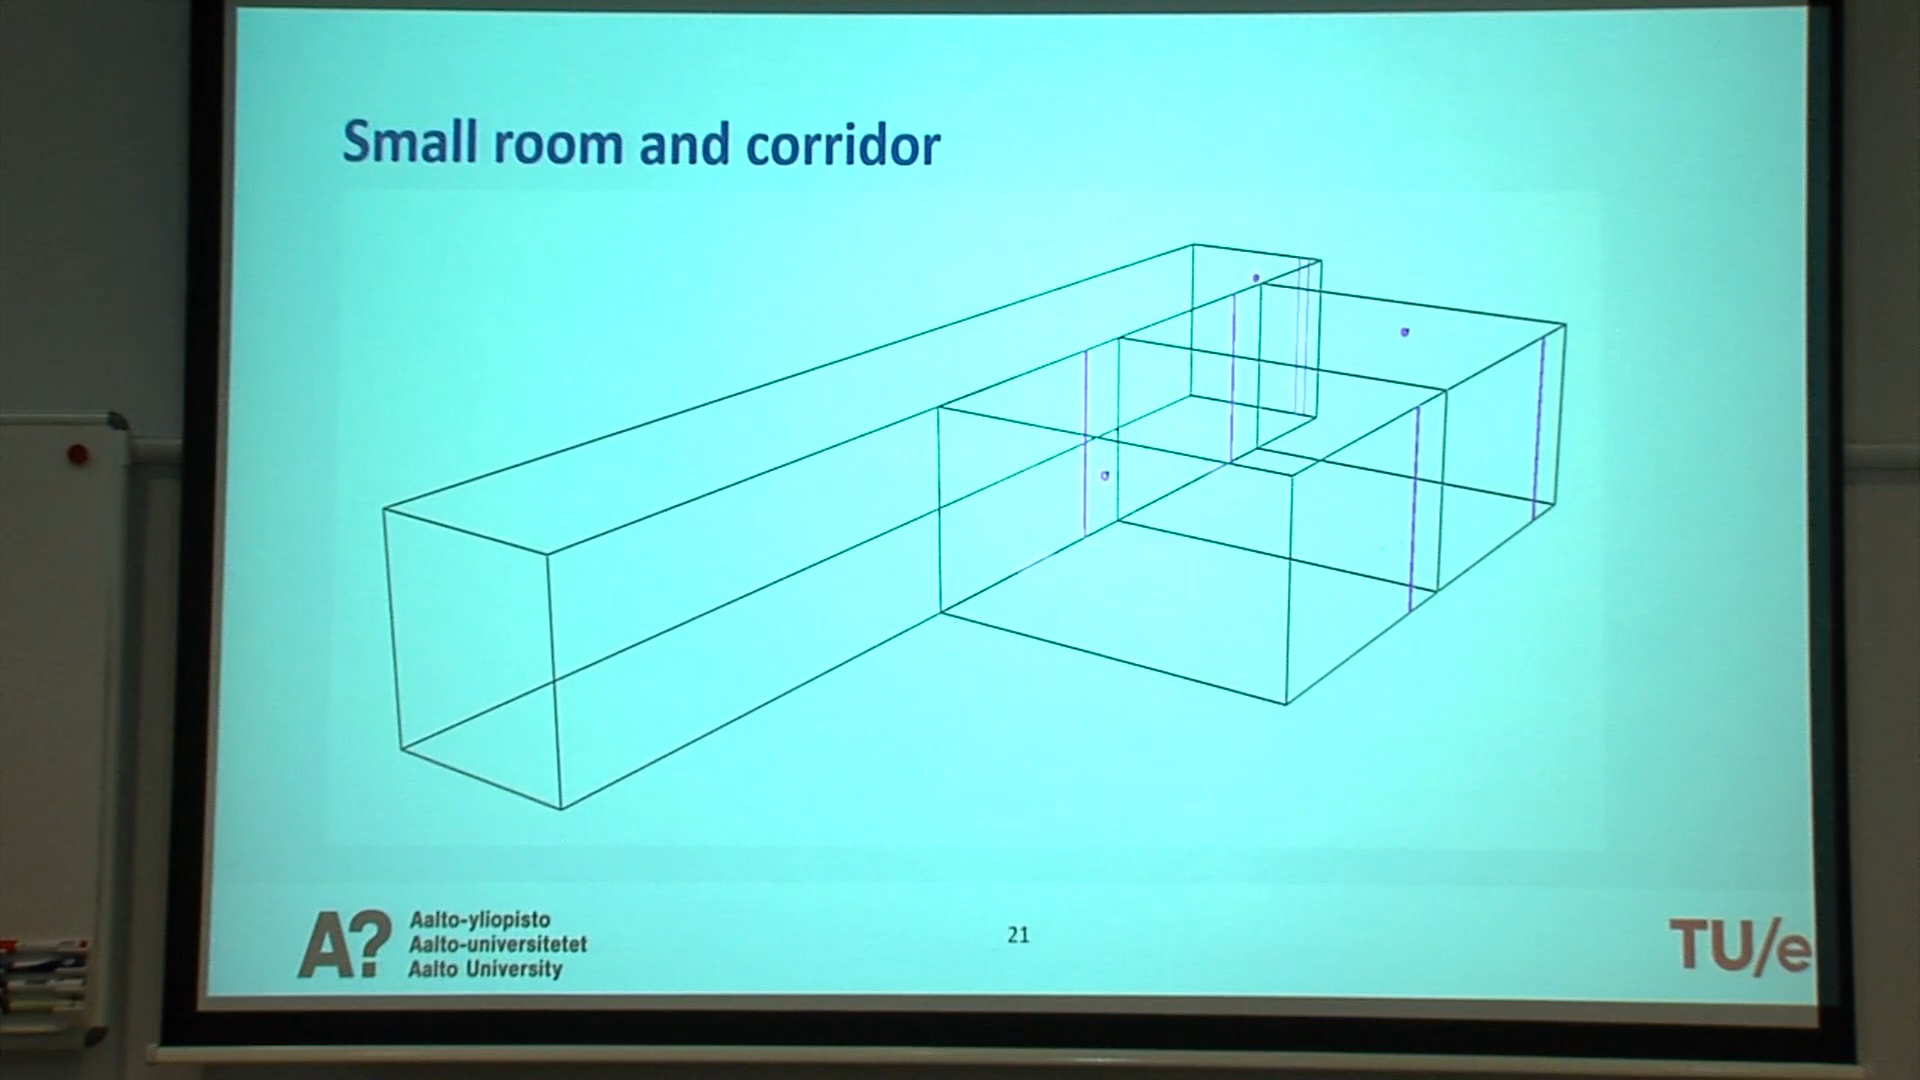 Small room and corridor
A?
Aalto-yliopisto
Aalto-universitetet
Aalto University
21
TU/e